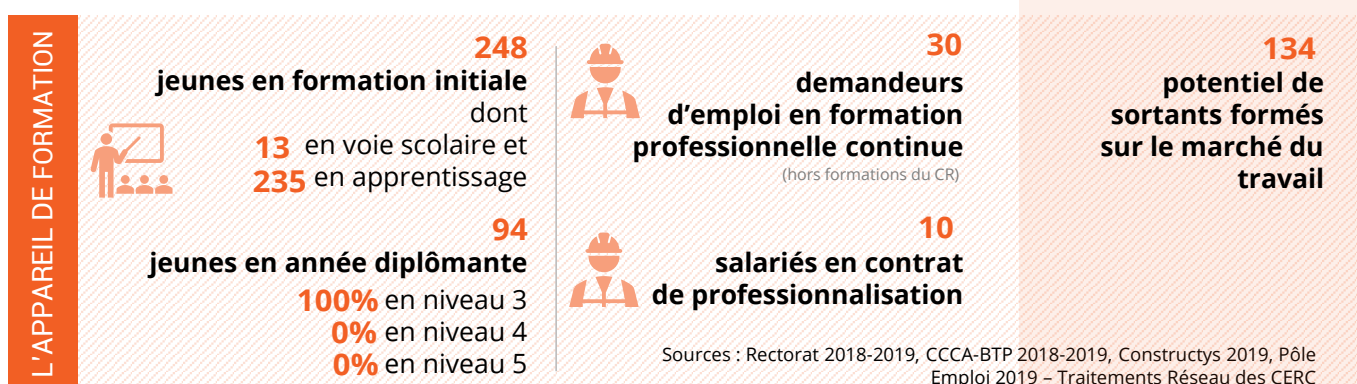 L'APPAREIL DE FORMATION
248
jeunes en formation initiale
dont
13 en voie scolaire et
235 en apprentissage
94
jeunes en année diplômante
100% en niveau 3
0% en niveau 4
0% en niveau 5
30
demandeurs
d'emploi en formation
professionnelle continue
(hors formations du CR)
10
salariés en contrat
de professionnalisation
134
potentiel de
sortants formés
sur le marché du
travail
Sources : Rectorat 2018-2019, CCCA-BTP 2018-2019, Constructys 2019, Pôle
Emploi 2019 – Traitements Réseau des CERC